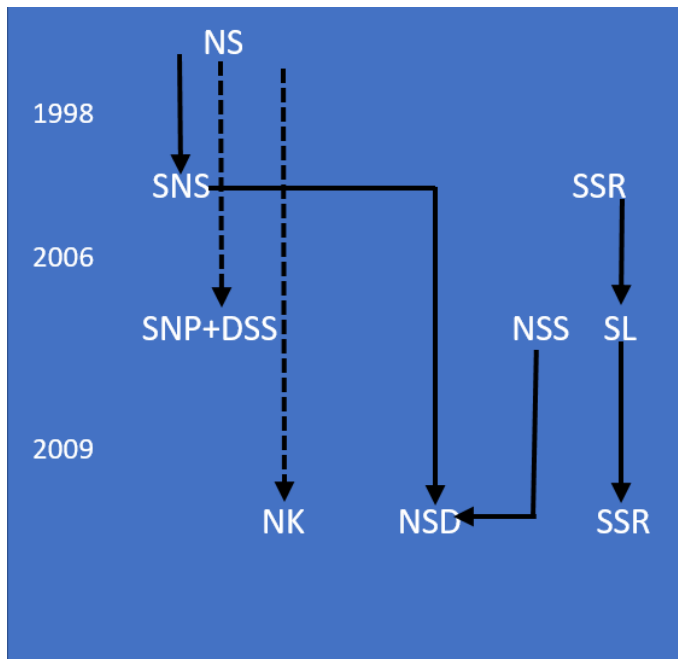 NS
1998
SNS SSR
2006
SNP+DSS NSS SL
2009
NK NSD SSR